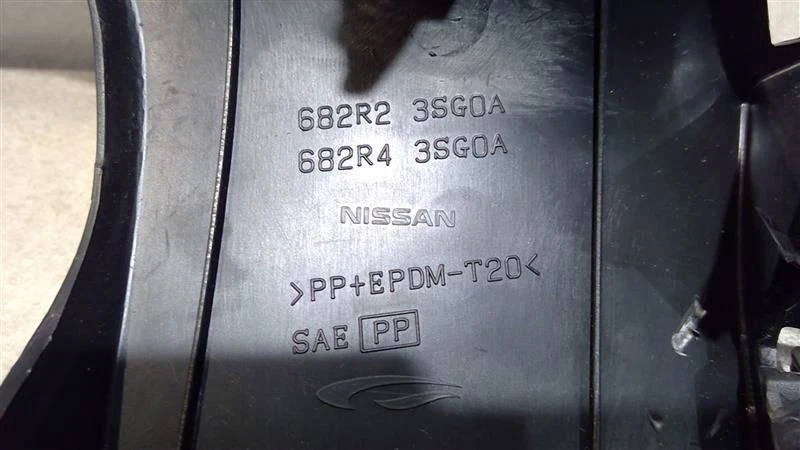 682R2 3SG0A
682R4 3SG0A
NISSAN
>PP+EPDM-T20<
SAE PP